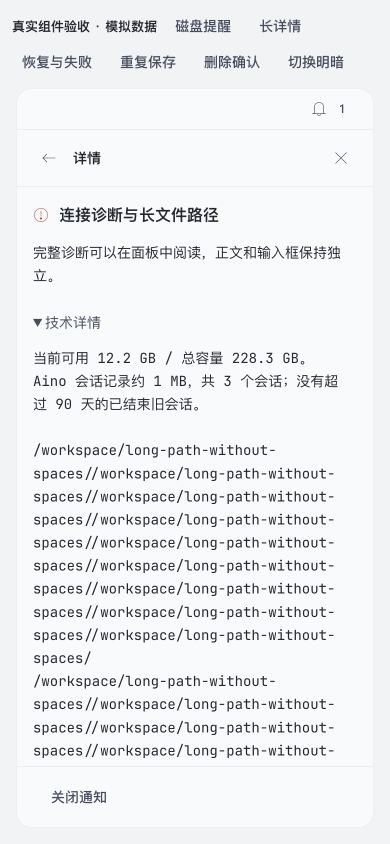 真实组件验收 · 模拟数据 磁盘提醒 长详情
恢复与失败 重复保存 删除确认 切换明暗
1
详情
连接诊断与长文件路径
完整诊断可以在面板中阅读，正文和输入框保持独
立。
▼技术详情
当前可用 12.2 GB / 总容量 228.3 GB。
Aino 会话记录约 1 MB，共 3 个会话；没有超
过 90 天的已结束旧会话。
/workspace/long-path-without-
spaces//workspace/long-path-without-
spaces//workspace/long-path-without-
spaces//workspace/long-path-without-
spaces//workspace/long-path-without-
spaces//workspace/long-path-without-
spaces//workspace/long-path-without-
spaces//workspace/long-path-without-
spaces//workspace/long-path-without-
spaces/
/workspace/long-path-without-
spaces//workspace/long-path-without-
spaces//workspace/long-path-without-
spaces//workspace/long-path-without-
关闭通知